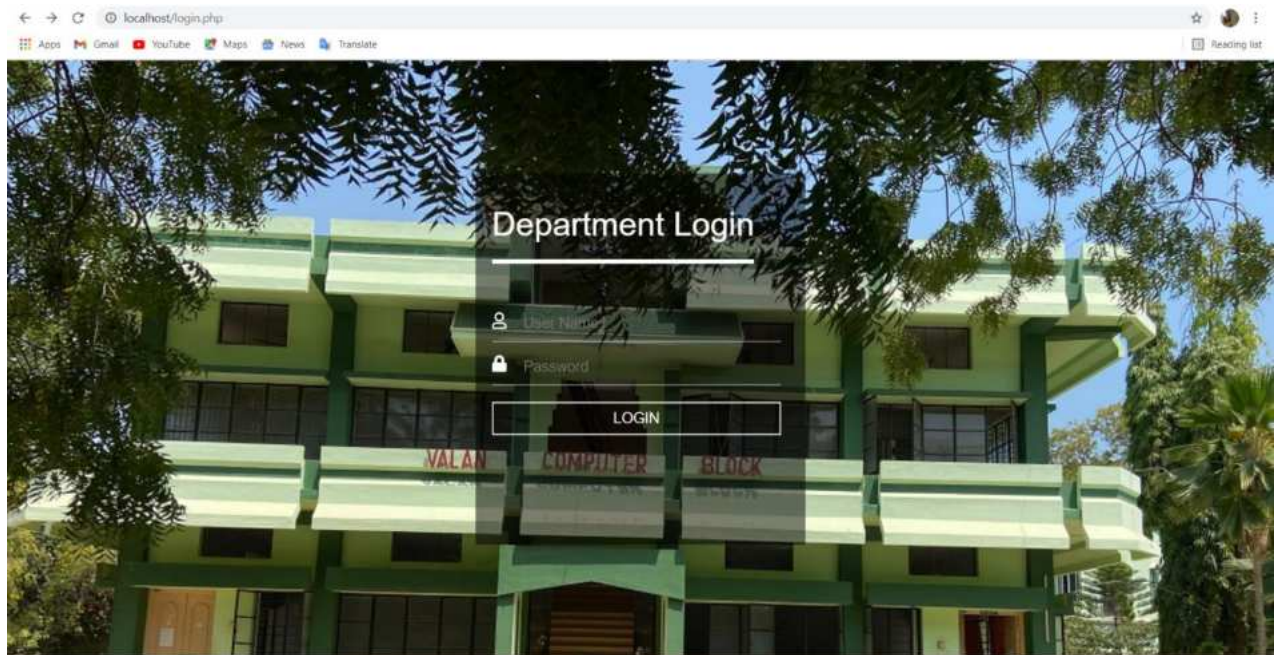 localhost/login.php
Apps Gmail YouTube Maps News Translate Reading list
Department Login
User Name
Password
LOGIN
VALAN COMPUTER BLOCK